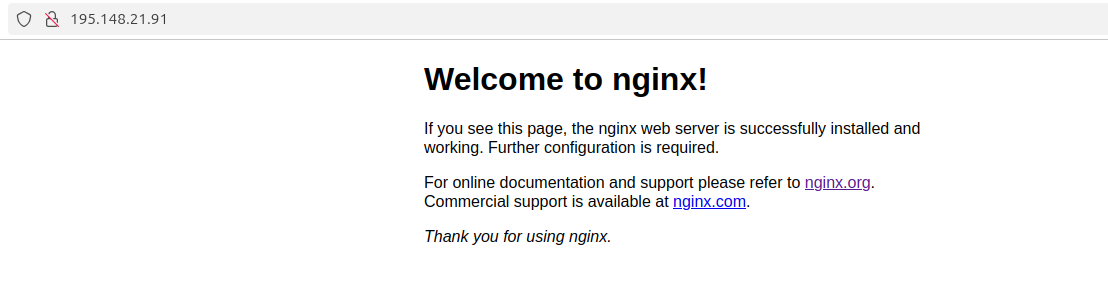 195.148.21.91
Welcome to nginx!
If you see this page, the nginx web server is successfully installed and
working. Further configuration is required.
For online documentation and support please refer to nginx.org.
Commercial support is available at nginx.com.
Thank you for using nginx.